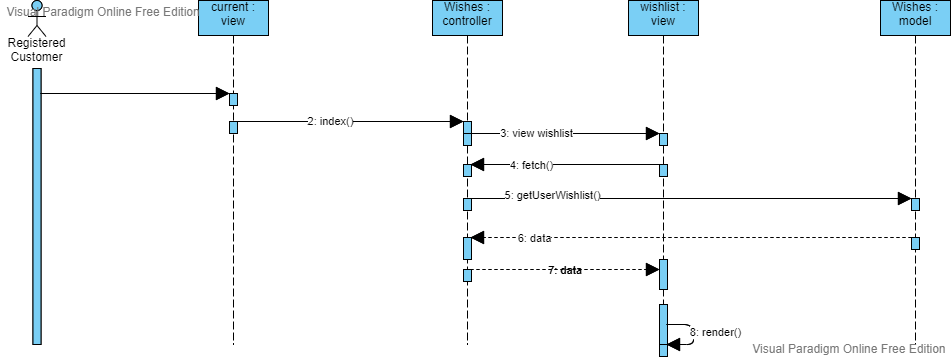 Visual Paradigm Online Free Edition
current :
view
Wishes :
controller
wishlist :
view
Wishes :
model
Registered
Customer
2: index()
3: view wishlist
4: fetch()
5: getUserWishlist()
6: data
7: data
8: render()
Visual Paradigm Online Free Edition